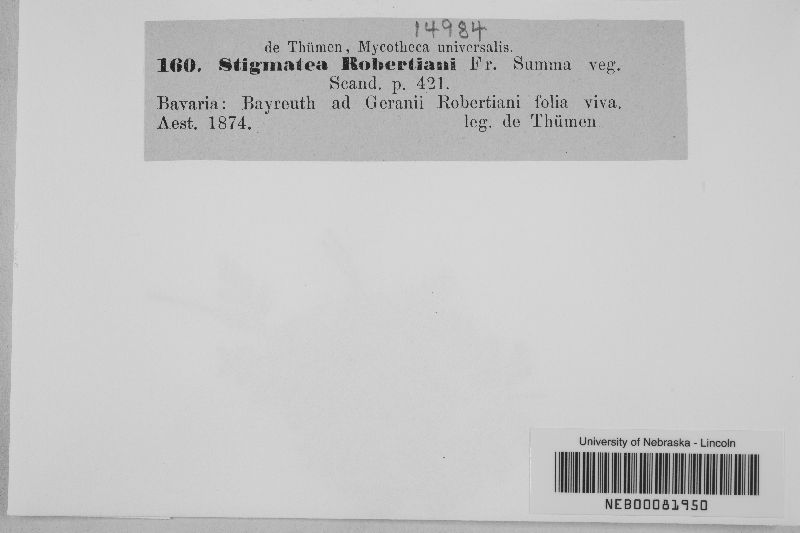 14984
de Thümen, Mycotheca universalis.
160. Stigmatea Robertiani Fr. Summa veg.
Scand. p. 421.
Bavaria: Bayreuth ad Geranii Robertiani folia viva.
Aest. 1874. leg. de Thümen
University of Nebraska - Lincoln
NEB00081950